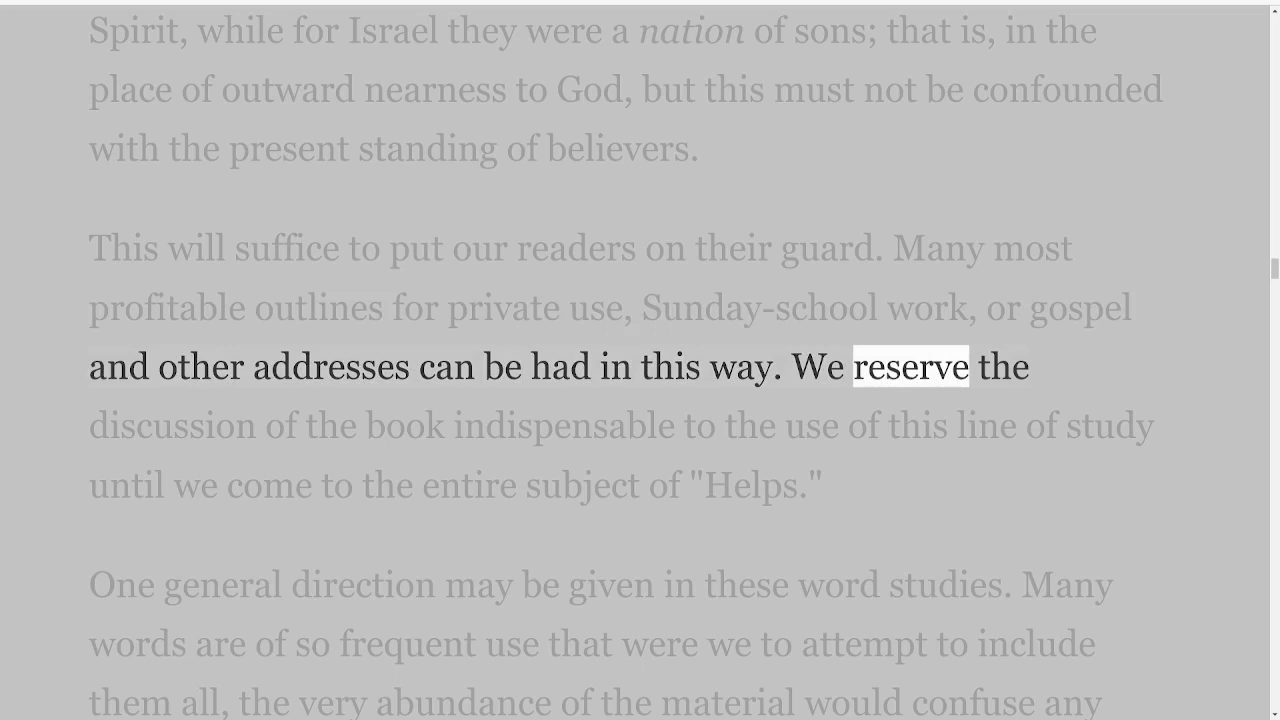 Spirit, while for Israel they were a nation of sons; that is, in the
place of outward nearness to God, but this must not be confounded
with the present standing of believers.
This will suffice to put our readers on their guard. Many most
profitable outlines for private use, Sunday-school work, or gospel
and other addresses can be had in this way. We reserve the
discussion of the book indispensable to the use of this line of study
until we come to the entire subject of "Helps."
One general direction may be given in these word studies. Many
words are of so frequent use that were we to attempt to include
them all, the very abundance of the material would confuse any